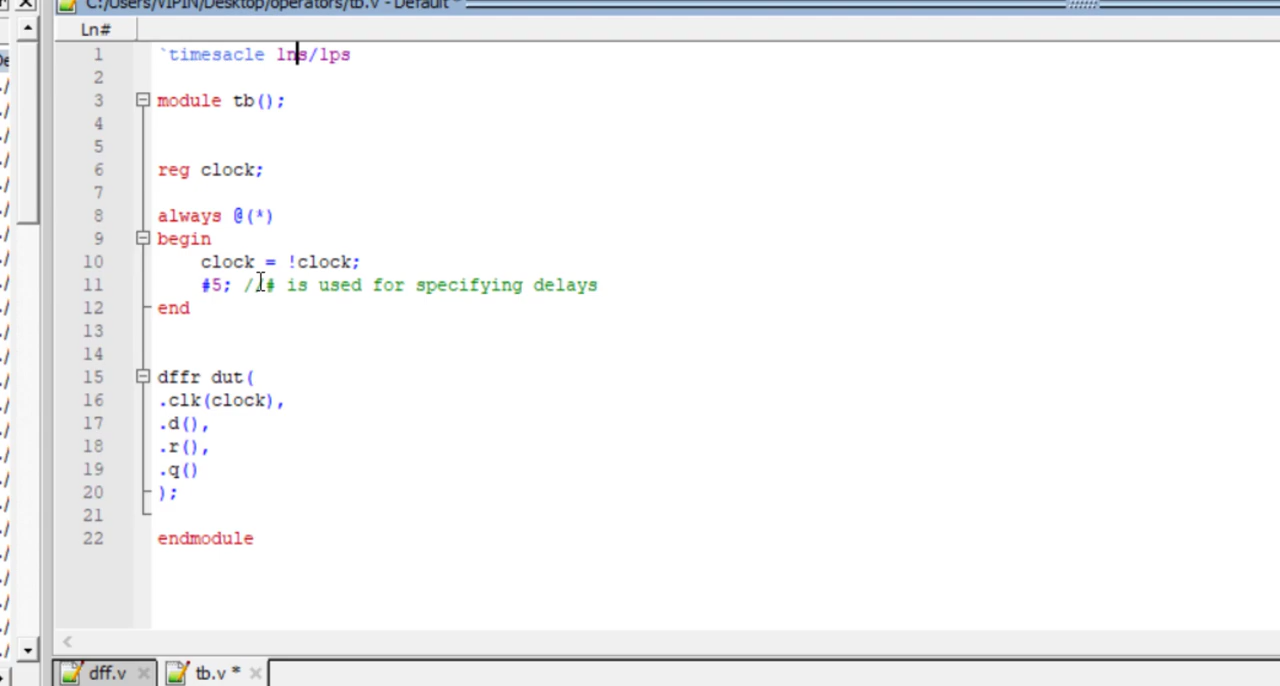 C:/Users/VIPIN/Desktop/operators/tb.v - Default *
Ln#
1 `timesacle lns/lps
2
3 module tb();
4
5
6 reg clock;
7
8 always @(*)
9 begin
10 clock = !clock;
11 #5; //# is used for specifying delays
12 end
13
14
15 dffr dut(
16 .clk(clock),
17 .d(),
18 .r(),
19 .q()
20 );
21
22 endmodule
dff.v tb.v *